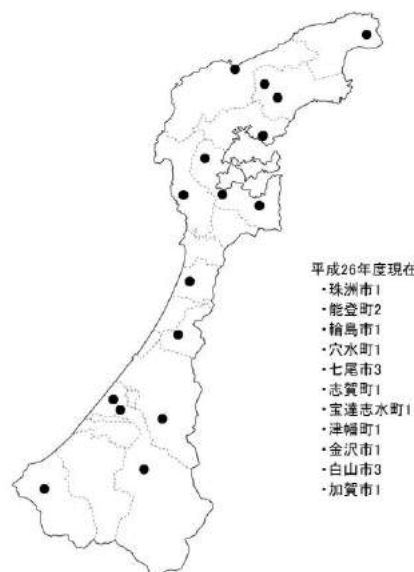 平成26年度現在
・珠洲市1
・能登町2
・輪島市1
・穴水町1
・七尾市3
・志賀町1
・宝達志水町1
・津幡町1
・金沢市1
・白山市3
・加賀市1